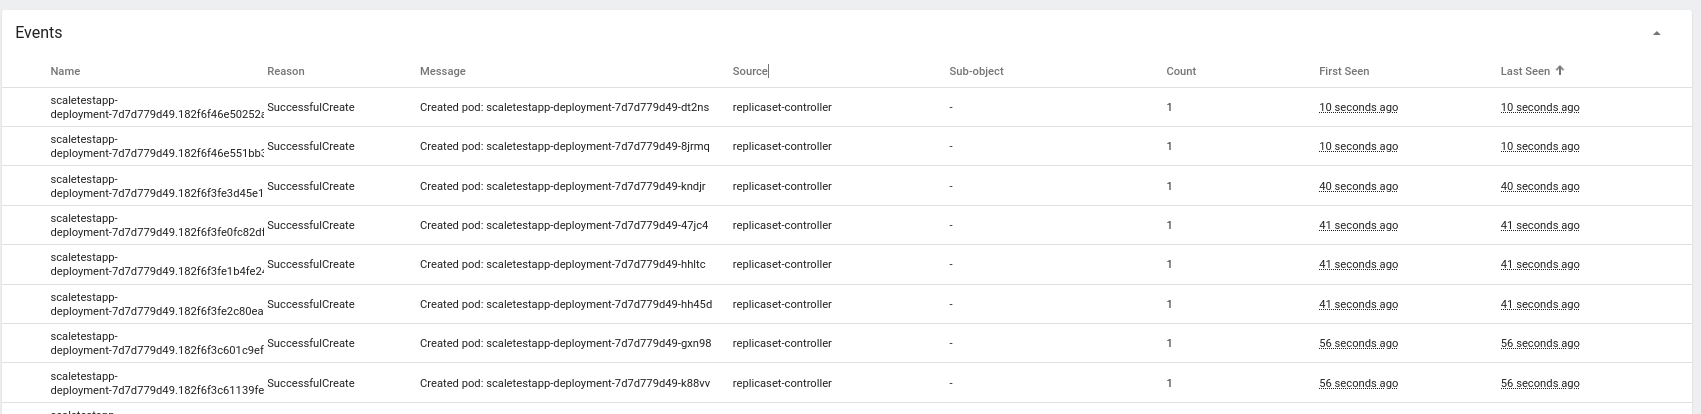 Events
Name Reason Message Source Sub-object Count First Seen Last Seen
scaletestapp-
deployment-7d7d779d49.182f6f46e50252a SuccessfulCreate Created pod: scaletestapp-deployment-7d7d779d49-dt2ns replicaset-controller - 1 10 seconds ago 10 seconds ago
scaletestapp-
deployment-7d7d779d49.182f6f46e551bb3 SuccessfulCreate Created pod: scaletestapp-deployment-7d7d779d49-8jrmq replicaset-controller - 1 10 seconds ago 10 seconds ago
scaletestapp-
deployment-7d7d779d49.182f6f3fe3d45e1 SuccessfulCreate Created pod: scaletestapp-deployment-7d7d779d49-kndjr replicaset-controller - 1 40 seconds ago 40 seconds ago
scaletestapp-
deployment-7d7d779d49.182f6f3fe0fc82df SuccessfulCreate Created pod: scaletestapp-deployment-7d7d779d49-47jc4 replicaset-controller - 1 41 seconds ago 41 seconds ago
scaletestapp-
deployment-7d7d779d49.182f6f3fe1b4fe24 SuccessfulCreate Created pod: scaletestapp-deployment-7d7d779d49-hhltc replicaset-controller - 1 41 seconds ago 41 seconds ago
scaletestapp-
deployment-7d7d779d49.182f6f3fe2c80ea SuccessfulCreate Created pod: scaletestapp-deployment-7d7d779d49-hh45d replicaset-controller - 1 41 seconds ago 41 seconds ago
scaletestapp-
deployment-7d7d779d49.182f6f3c601c9ef SuccessfulCreate Created pod: scaletestapp-deployment-7d7d779d49-gxn98 replicaset-controller - 1 56 seconds ago 56 seconds ago
scaletestapp-
deployment-7d7d779d49.182f6f3c61139fe SuccessfulCreate Created pod: scaletestapp-deployment-7d7d779d49-k88vv replicaset-controller - 1 56 seconds ago 56 seconds ago